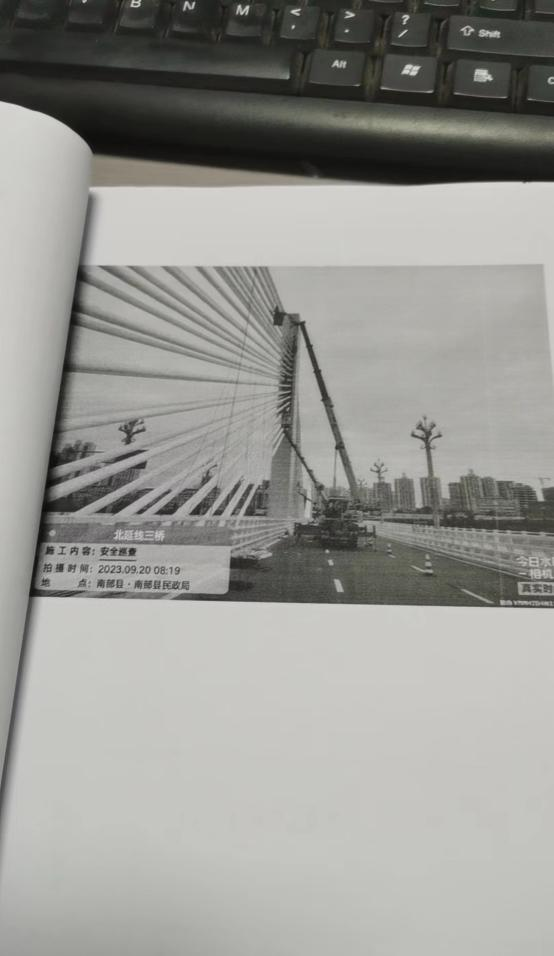 B N M < , > . ? / ⇧ Shift
Alt
北延线三桥
施工内容：安全巡查
拍摄时间：2023.09.20 08:19
地 点：南部县·南部县民政局
今日水
相机
真实时